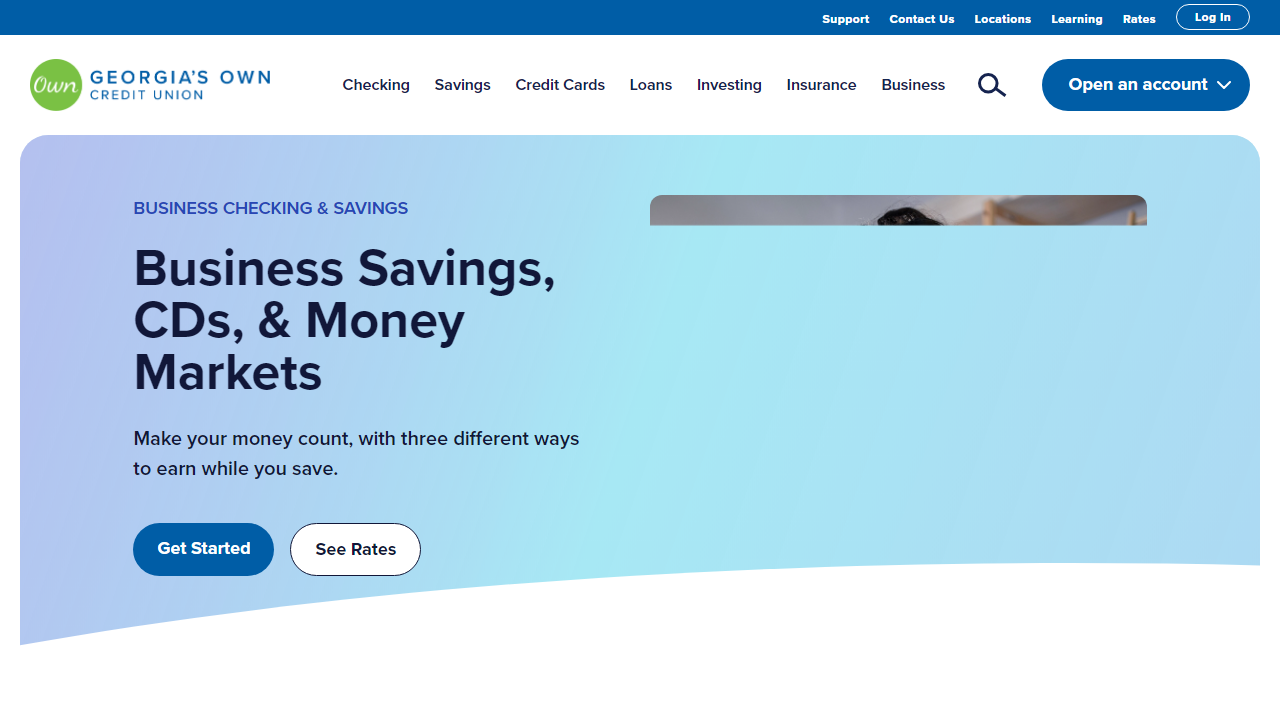 Support Contact Us Locations Learning Rates Log In
Own GEORGIA'S OWN
CREDIT UNION
Checking Savings Credit Cards Loans Investing Insurance Business Open an account
BUSINESS CHECKING & SAVINGS
Business Savings,
CDs, & Money
Markets
Make your money count, with three different ways
to earn while you save.
Get Started See Rates